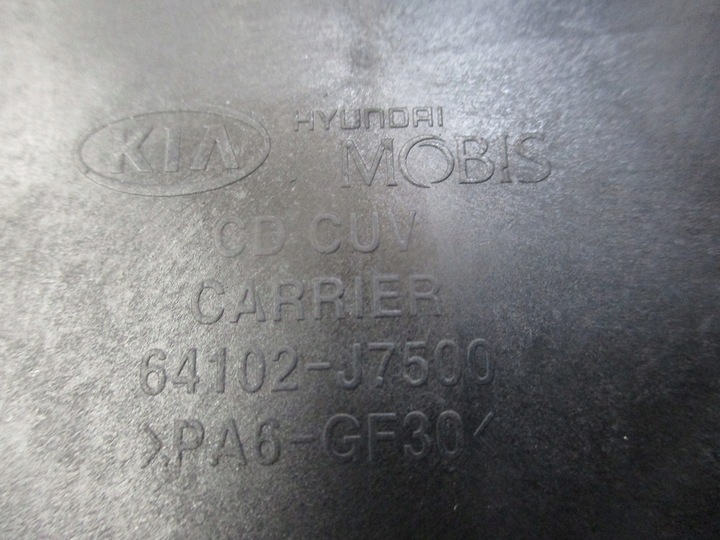 KIA HYUNDAI
MOBIS
CD CUV
CARRIER
64102-J7500
>PA6-GF30<